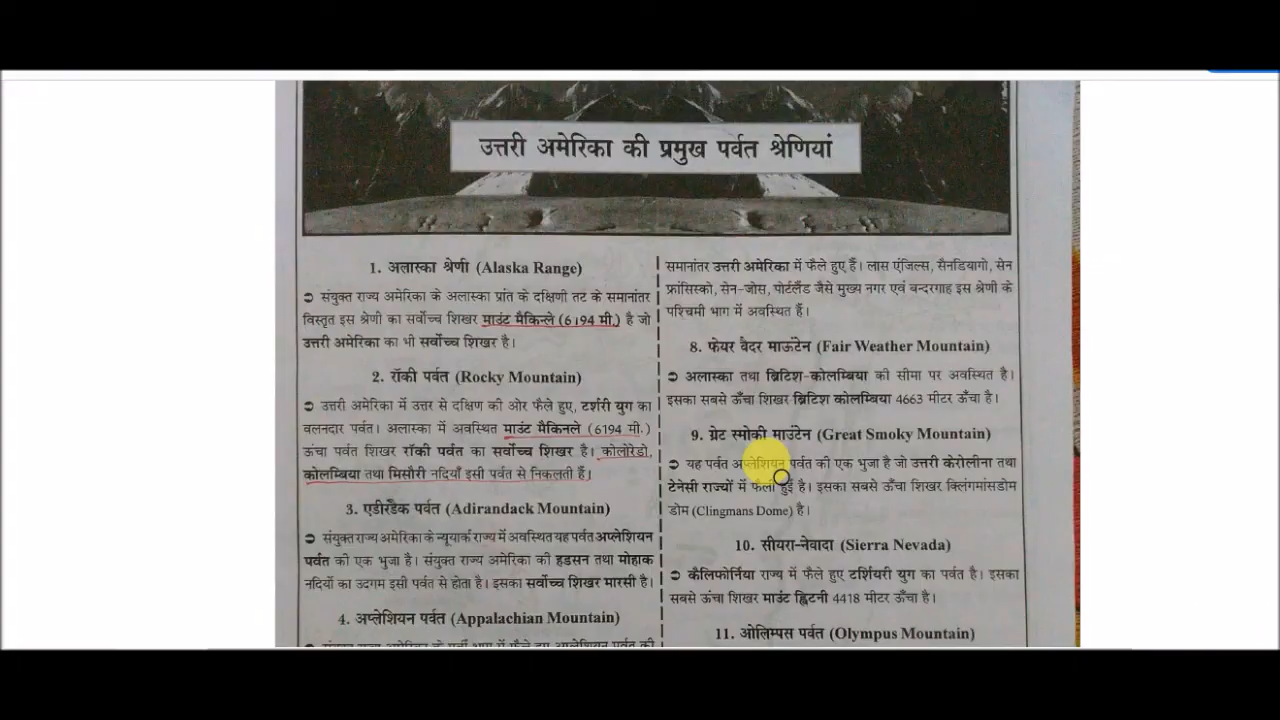 उत्तरी अमेरिका की प्रमुख पर्वत श्रेणियां
1. अलास्का श्रेणी (Alaska Range)
➲ संयुक्त राज्य अमेरिका के अलास्का प्रांत के दक्षिणी तट के समानांतर
विस्तृत इस श्रेणी का सर्वोच्च शिखर माउंट मैकिन्ले (6194 मी.) है जो
उत्तरी अमेरिका का भी सर्वोच्च शिखर है।
2. रॉकी पर्वत (Rocky Mountain)
➲ उत्तरी अमेरिका में उत्तर से दक्षिण की ओर फैले हुए, टर्शरी युग का
वलनदार पर्वत। अलास्का में अवस्थित माउंट मैकिनले (6194 मी.)
ऊंचा पर्वत शिखर रॉकी पर्वत का सर्वोच्च शिखर है। कोलोरेडो,
कोलम्बिया तथा मिसौरी नदियाँ इसी पर्वत से निकलती हैं।
3. एडीरंडैक पर्वत (Adirandack Mountain)
➲ संयुक्त राज्य अमेरिका के न्यूयार्क राज्य में अवस्थित यह पर्वत अप्लेशियन
पर्वत की एक भुजा है। संयुक्त राज्य अमेरिका की हडसन तथा मोहाक
नदियों का उदगम इसी पर्वत से होता है। इसका सर्वोच्च शिखर मारसी है।
4. अप्लेशियन पर्वत (Appalachian Mountain)
समानांतर उत्तरी अमेरिका में फैले हुए हैं। लास एंजिल्स, सैनडियागो, सेन
फ्रांसिस्को, सेन-जोस, पोर्टलैंड जैसे मुख्य नगर एवं बन्दरगाह इस श्रेणी के
पश्चिमी भाग में अवस्थित हैं।
8. फेयर वैदर माऊटेन (Fair Weather Mountain)
➲ अलास्का तथा ब्रिटिश-कोलम्बिया की सीमा पर अवस्थित है।
इसका सबसे ऊँचा शिखर ब्रिटिश कोलम्विया 4663 मीटर ऊँचा है।
9. ग्रेट स्मोकी माउंटेन (Great Smoky Mountain)
➲ यह पर्वत अप्लेशियन पर्वत की एक भुजा है जो उत्तरी केरोलीना तथा
टेनेसी राज्यों में फैली हुई है। इसका सबसे ऊँचा शिखर क्लिंगमांसडोम
डोम (Clingmans Dome) है।
10. सीयरा-नेवादा (Sierra Nevada)
➲ कैलिफोर्निया राज्य में फैले हुए टर्शियरी युग का पर्वत है। इसका
सबसे ऊंचा शिखर माउंट ह्विटनी 4418 मीटर ऊँचा है।
11. ओलिम्पस पर्वत (Olympus Mountain)